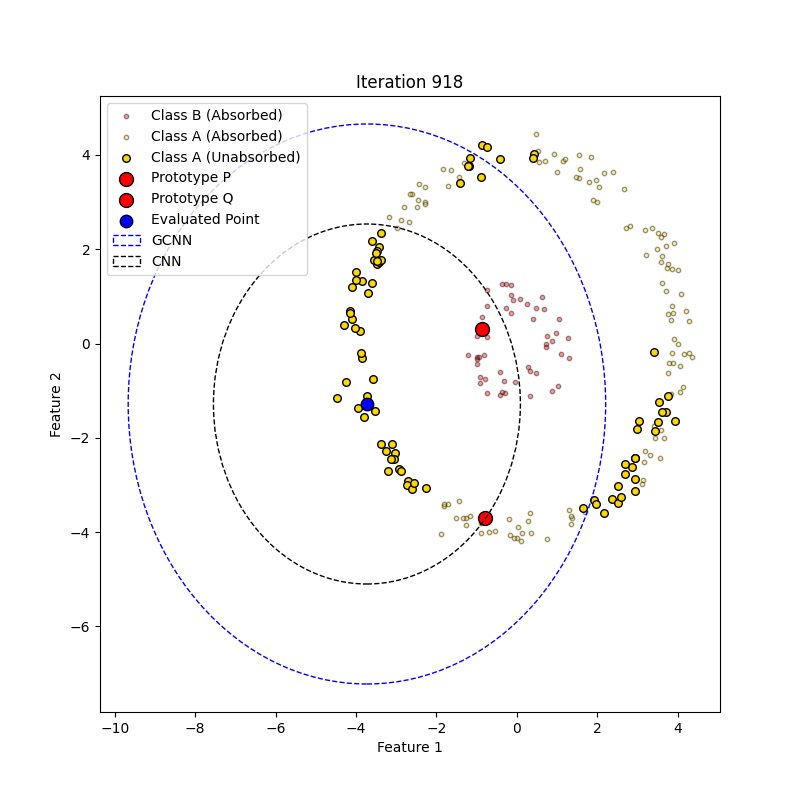 Iteration 918
Class B (Absorbed)
Class A (Absorbed)
Class A (Unabsorbed)
Prototype P
Prototype Q
Evaluated Point
GCNN
CNN
Feature 2
4
2
0
−2
−4
−6
−10
−8
−6
−4
−2
0
2
4
Feature 1